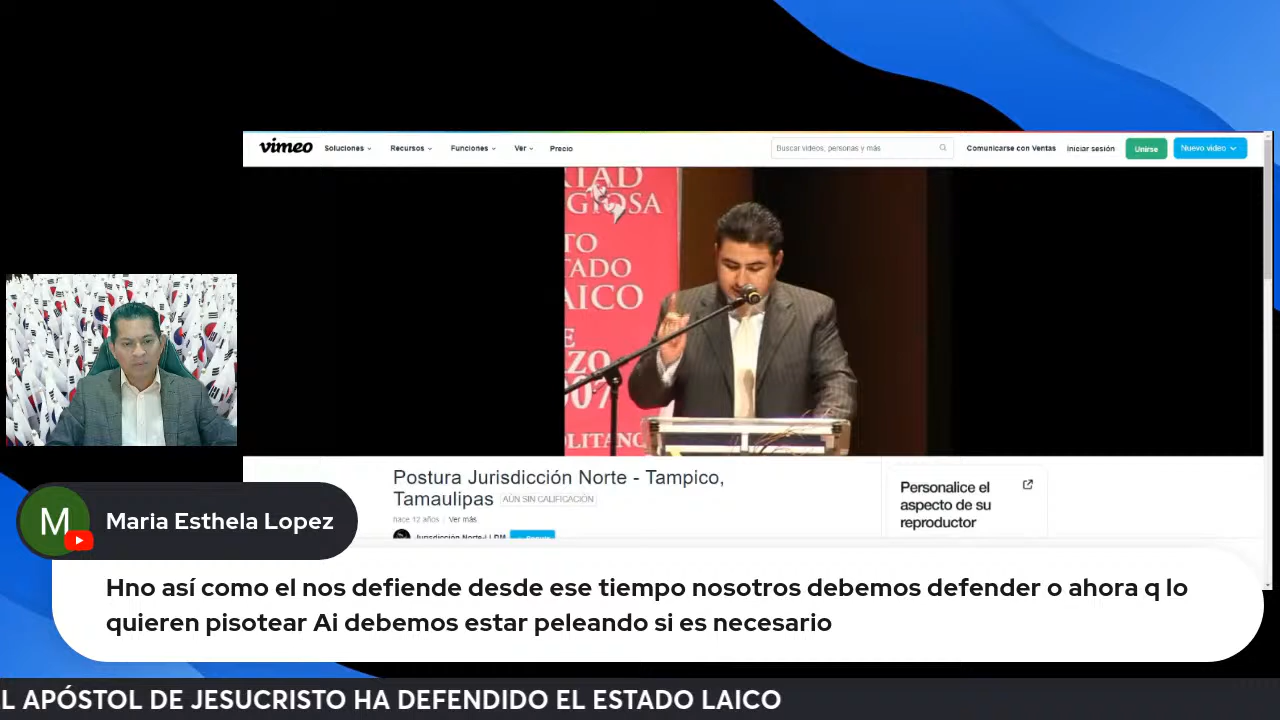 vimeo Soluciones Recursos Funciones Ver Precio Buscar videos, personas y más Comunicarse con Ventas Iniciar sesión Unirse Nuevo video
GIOSA
TADO
AICO
Postura Jurisdicción Norte - Tampico,
Tamaulipas AÚN SIN CALIFICACIÓN
hace 12 años Ver más
Personalice el
aspecto de su
reproductor
M Maria Esthela Lopez
Hno así como el nos defiende desde ese tiempo nosotros debemos defender o ahora q lo
quieren pisotear Ai debemos estar peleando si es necesario
L APÓSTOL DE JESUCRISTO HA DEFENDIDO EL ESTADO LAICO